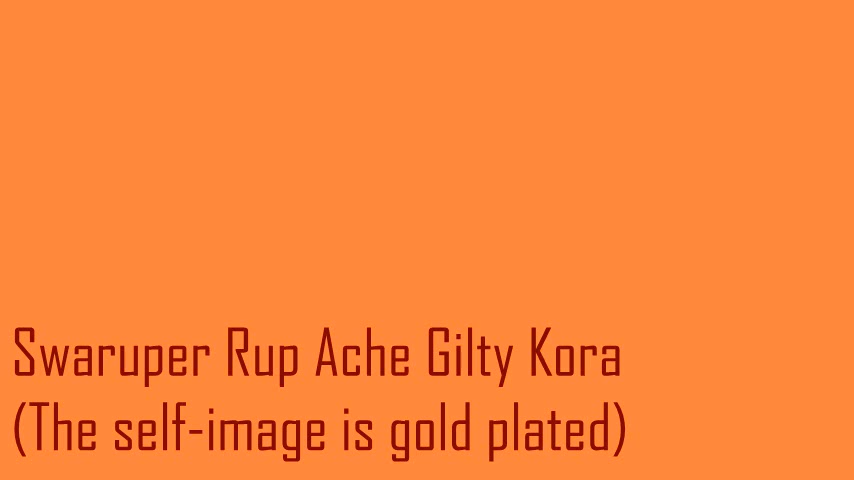 Swaruper Rup Ache Gilty Kora
(The self-image is gold plated)